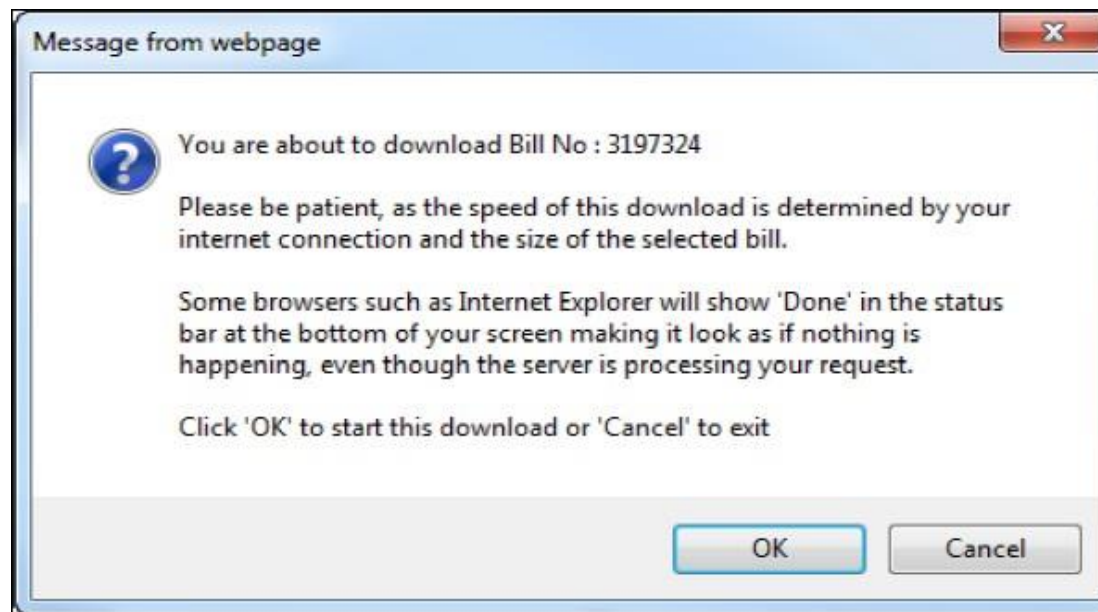 Message from webpage
You are about to download Bill No : 3197324
Please be patient, as the speed of this download is determined by your
internet connection and the size of the selected bill.
Some browsers such as Internet Explorer will show 'Done' in the status
bar at the bottom of your screen making it look as if nothing is
happening, even though the server is processing your request.
Click 'OK' to start this download or 'Cancel' to exit
OK Cancel